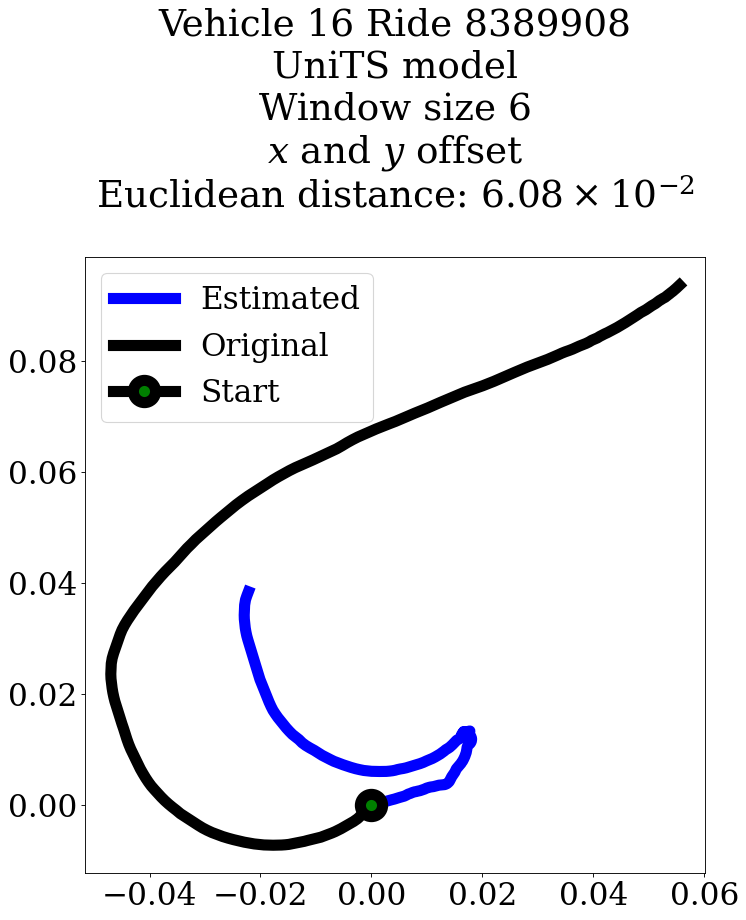 Vehicle 16 Ride 8389908
UniTS model
Window size 6
x and y offset
Euclidean distance: 6.08 × 10⁻²
Estimated
Original
Start
0.08
0.06
0.04
0.02
0.00
−0.04 −0.02 0.00 0.02 0.04 0.06